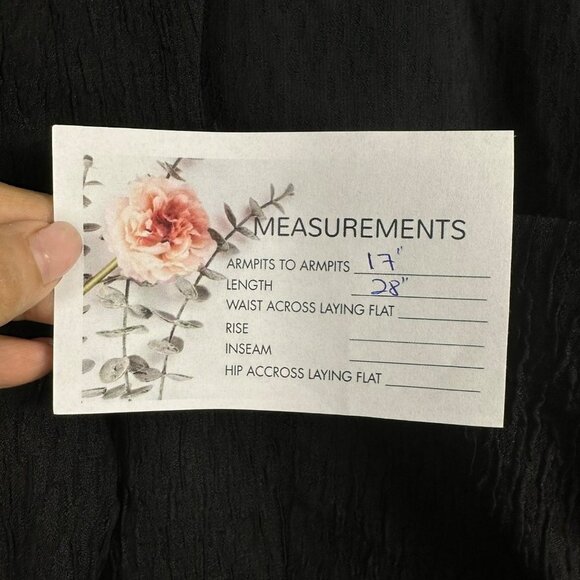 MEASUREMENTS
ARMPITS TO ARMPITS 17"
LENGTH 28"
WAIST ACROSS LAYING FLAT
RISE
INSEAM
HIP ACCROSS LAYING FLAT